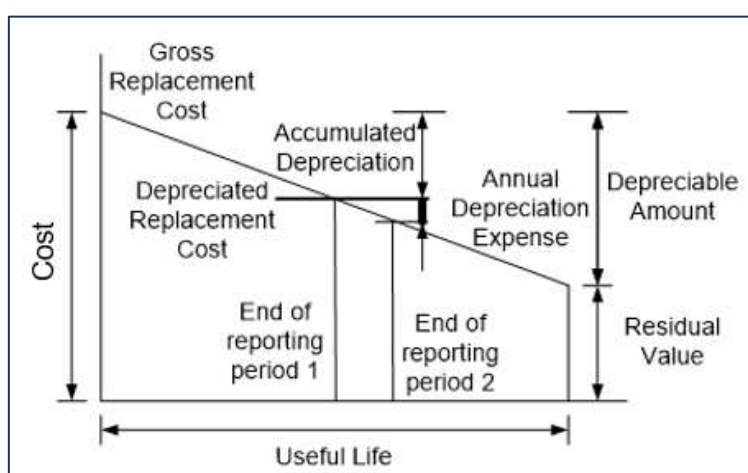 Gross
Replacement
Cost
Accumulated
Depreciation
Depreciated
Replacement
Cost
Annual
Depreciation
Expense
Depreciable
Amount
Cost
End of
reporting
period 1
End of
reporting
period 2
Residual
Value
Useful Life